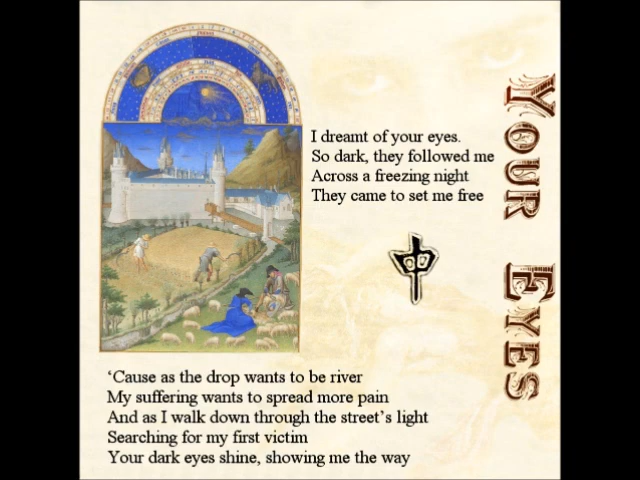 YOUR EYES
I dreamt of your eyes.
So dark, they followed me
Across a freezing night
They came to set me free
中
‘Cause as the drop wants to be river
My suffering wants to spread more pain
And as I walk down through the street’s light
Searching for my first victim
Your dark eyes shine, showing me the way